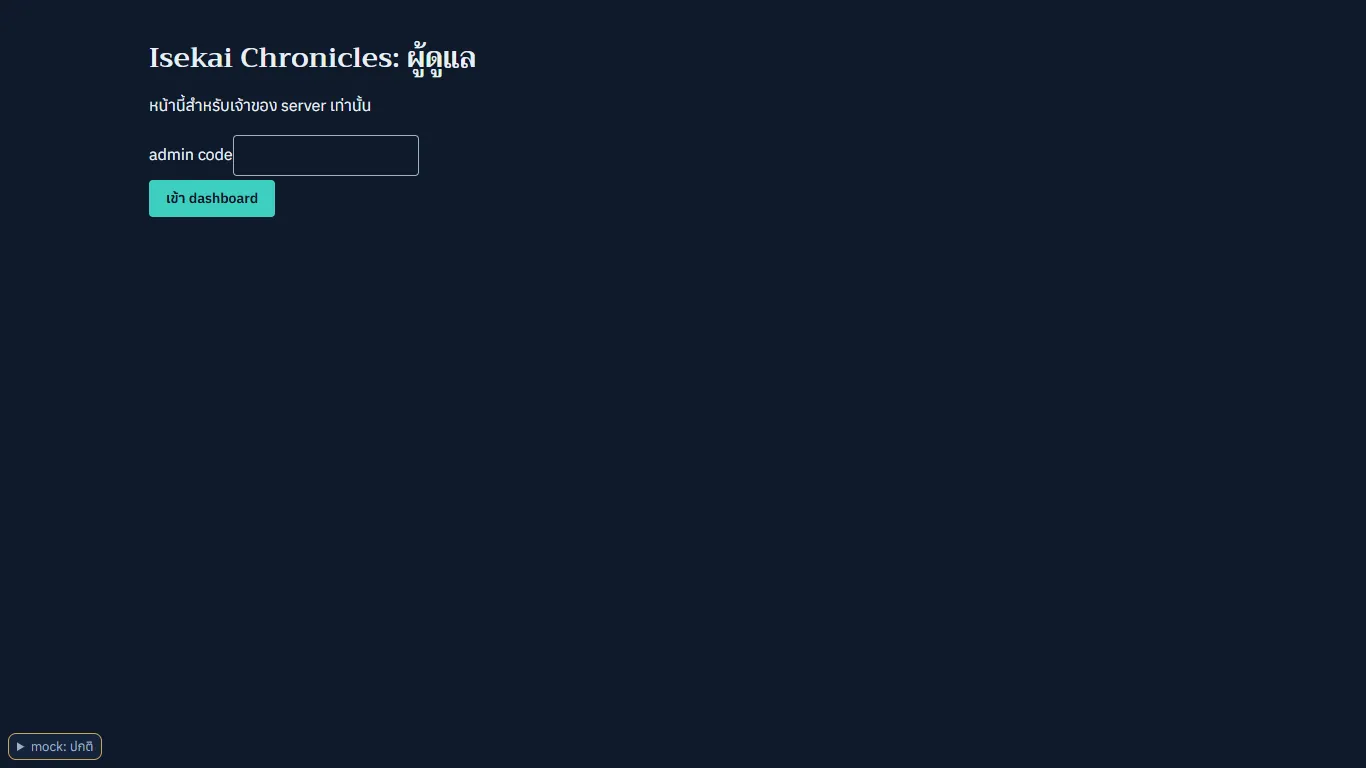 Isekai Chronicles: ผู้ดูแล
หน้านี้สำหรับเจ้าของ server เท่านั้น
admin code
เข้า dashboard
▶ mock: ปกติ